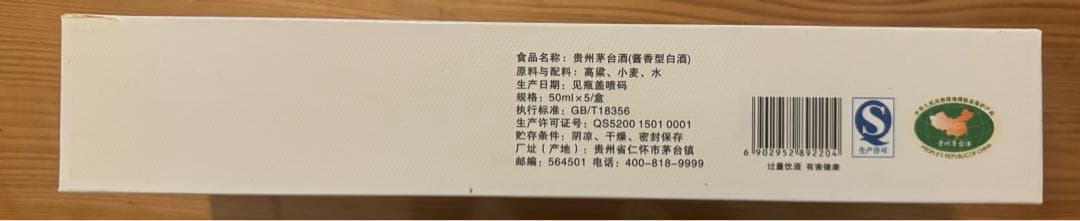 食品名称：贵州茅台酒(酱香型白酒)
原料与配料：高粱、小麦、水
生产日期：见瓶盖喷码
规格：50ml×5/盒
执行标准：GB/T18356
生产许可证号：QS5200 1501 0001
贮存条件：阴凉、干燥、密封保存
厂址（产地）：贵州省仁怀市茅台镇
邮编：564501 电话：400-818-9999
6 902952 892204
过量饮酒 有害健康
QS
生产许可
贵州茅台酒
PEOPLE'S REPUBLIC OF CHINA